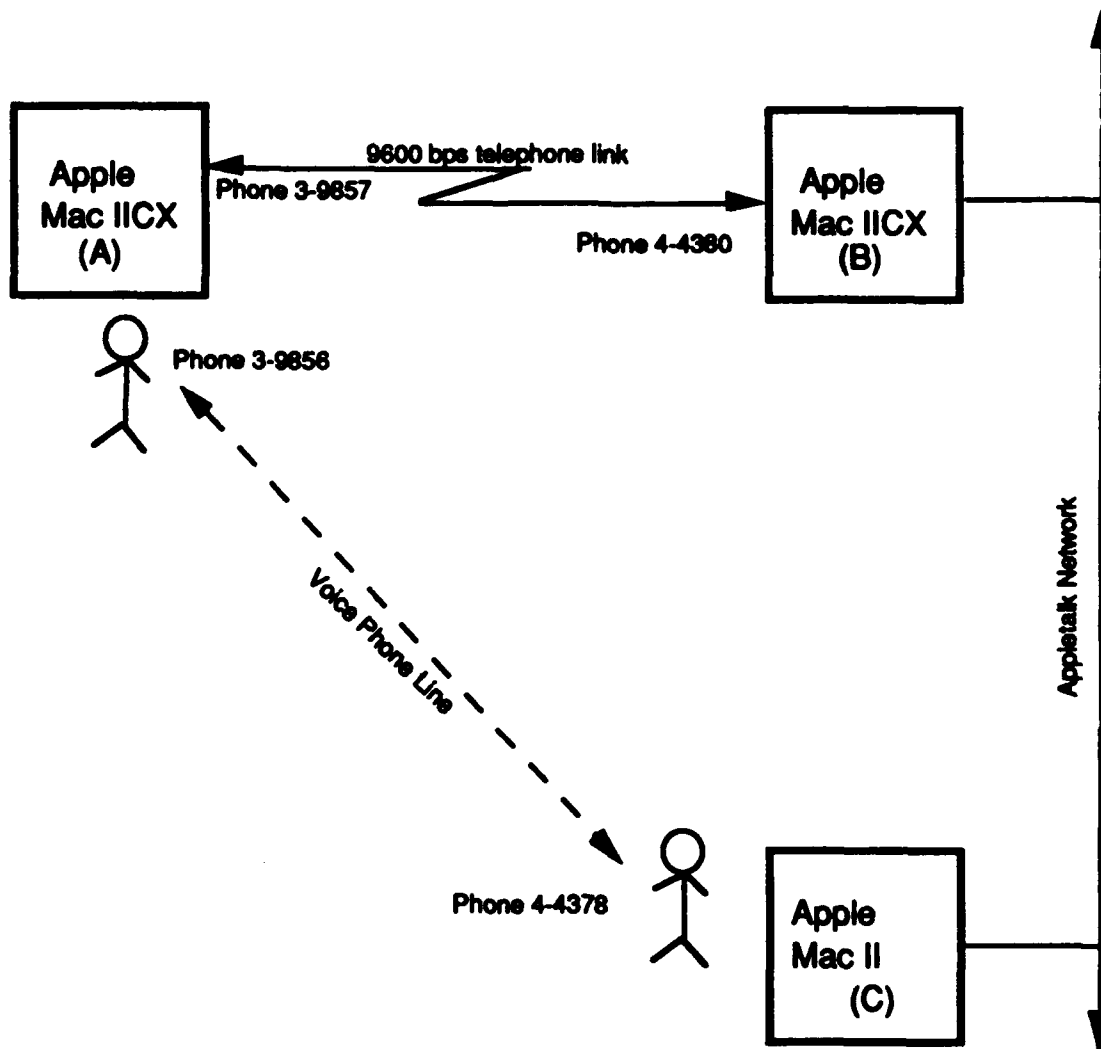 Apple
Mac IICX
(A)
9600 bps telephone link
Phone 3-9857
Phone 4-4380
Apple
Mac IICX
(B)
Phone 3-9856
Voice Phone Line
Appletalk Network
Phone 4-4378
Apple
Mac II
(C)